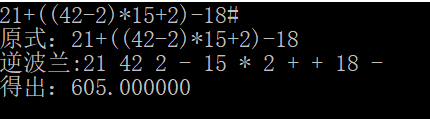 21+((42-2)*15+2)-18#
原式：21+((42-2)*15+2)-18
逆波兰:21 42 2 - 15 * 2 + + 18 -
得出：605.000000